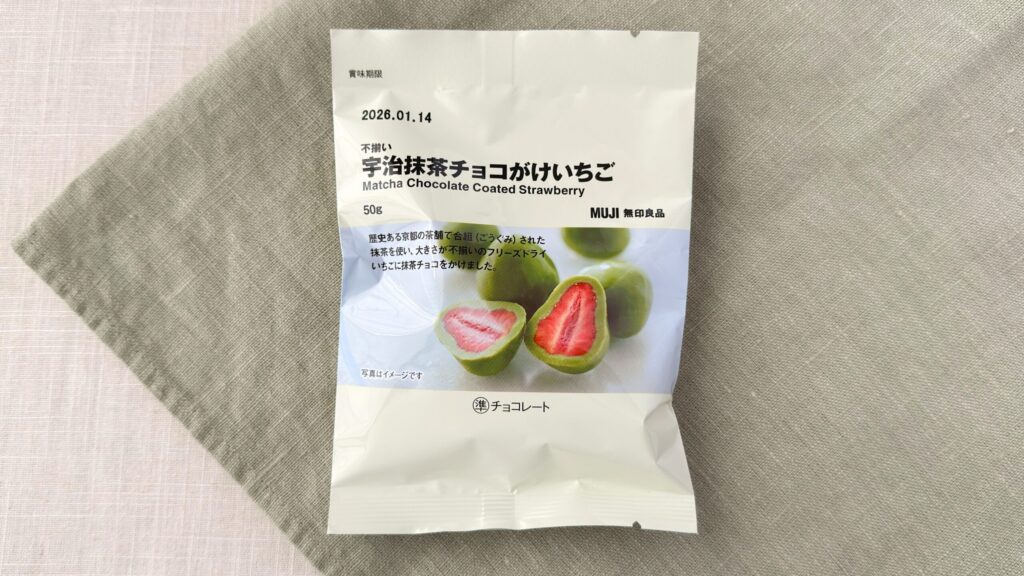 賞味期限
2026.01.14
不揃い
宇治抹茶チョコがけいちご
Matcha Chocolate Coated Strawberry
50g
MUJI 無印良品
歴史ある京都の茶舗で合組(ごうぐみ)された
抹茶を使い、大きさが不揃いのフリーズドライ
いちごに抹茶チョコをかけました。
写真はイメージです
準チョコレート